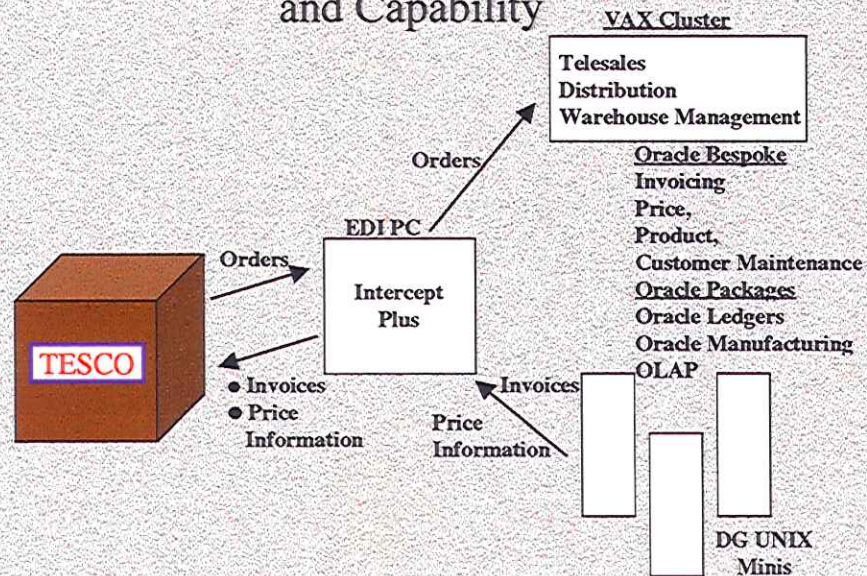 and Capability
VAX Cluster
Telesales
Distribution
Warehouse Management
Orders
Oracle Bespoke
Invoicing
Price,
Product,
Customer Maintenance
Oracle Packages
Oracle Ledgers
Oracle Manufacturing
OLAP
EDI PC
Intercept
Plus
Orders
TESCO
● Invoices
● Price
Information
Invoices
Price
Information
DG UNIX
Minis